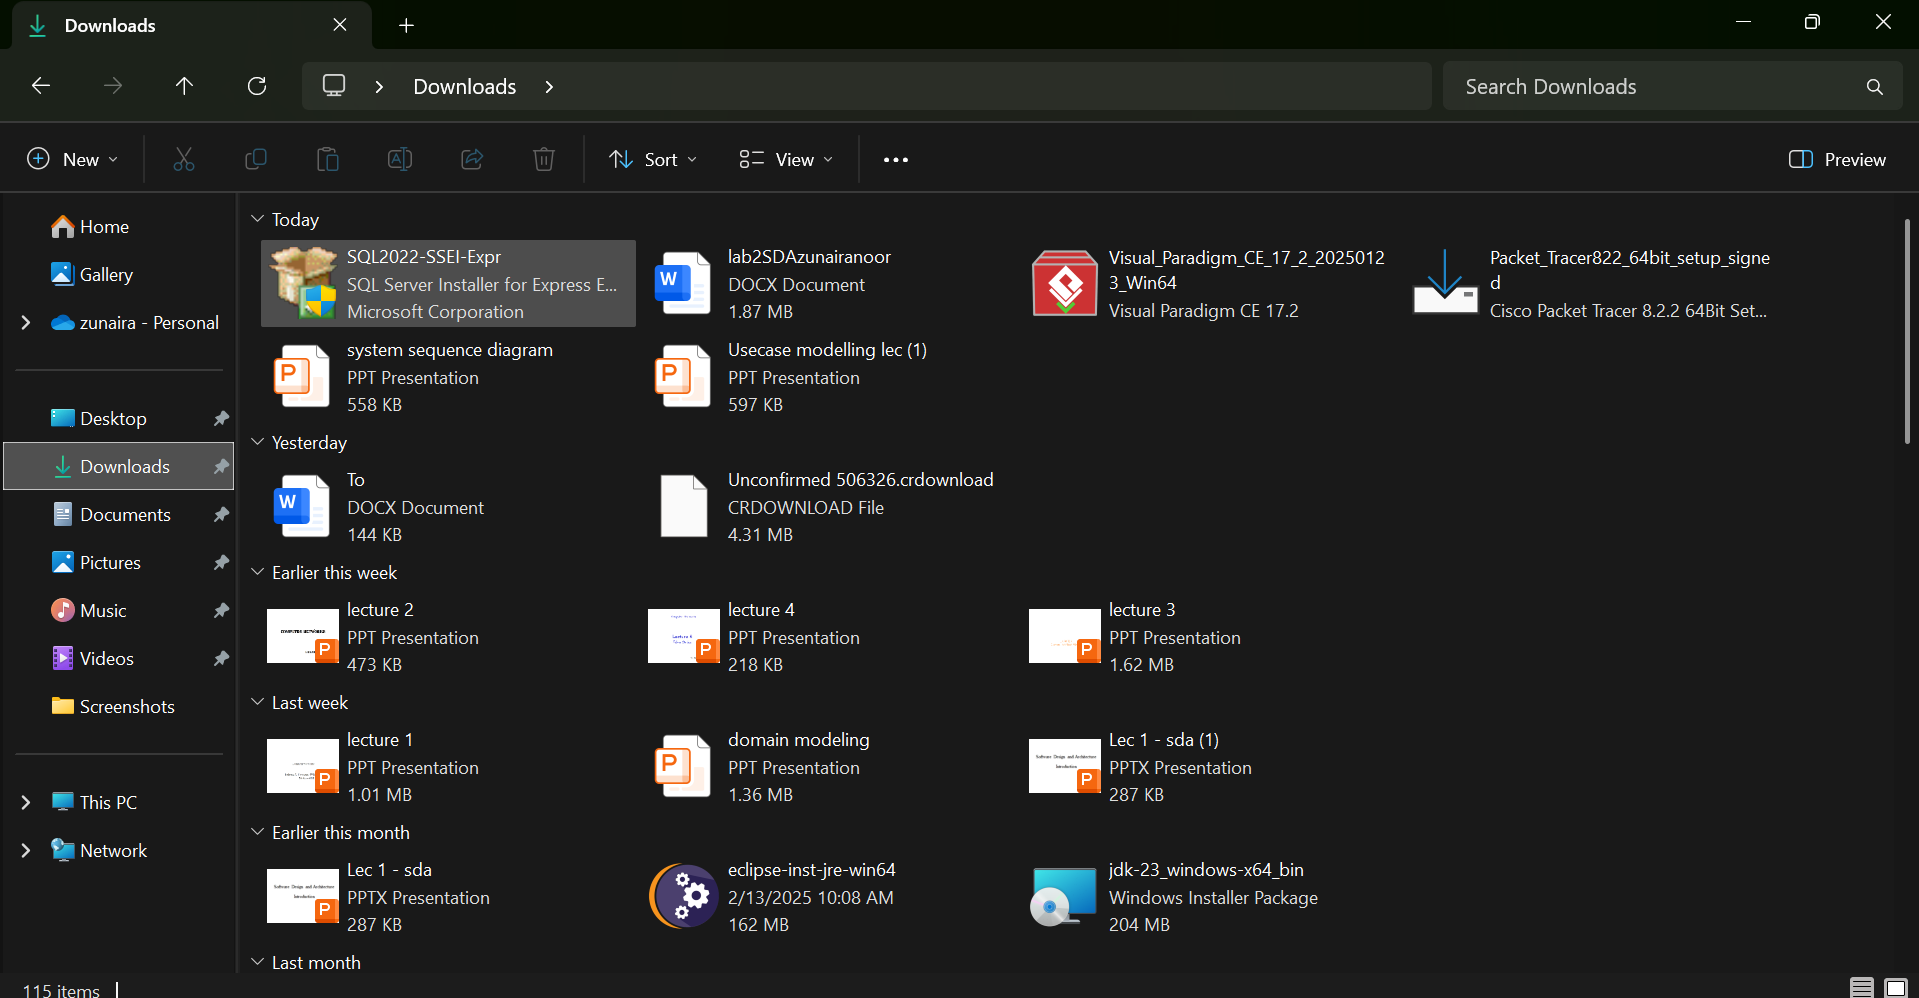 Downloads
Downloads
Search Downloads
New
Sort
View
Preview
Home
Gallery
zunaira - Personal
Desktop
Downloads
Documents
Pictures
Music
Videos
Screenshots
This PC
Network
Today
SQL2022-SSEI-Expr
SQL Server Installer for Express E...
Microsoft Corporation
lab2SDAzunairanoor
DOCX Document
1.87 MB
Visual_Paradigm_CE_17_2_2025012
3_Win64
Visual Paradigm CE 17.2
Packet_Tracer822_64bit_setup_signe
d
Cisco Packet Tracer 8.2.2 64Bit Set...
system sequence diagram
PPT Presentation
558 KB
Usecase modelling lec (1)
PPT Presentation
597 KB
Yesterday
To
DOCX Document
144 KB
Unconfirmed 506326.crdownload
CRDOWNLOAD File
4.31 MB
Earlier this week
lecture 2
PPT Presentation
473 KB
lecture 4
PPT Presentation
218 KB
lecture 3
PPT Presentation
1.62 MB
Last week
lecture 1
PPT Presentation
1.01 MB
domain modeling
PPT Presentation
1.36 MB
Lec 1 - sda (1)
PPTX Presentation
287 KB
Earlier this month
Lec 1 - sda
PPTX Presentation
287 KB
eclipse-inst-jre-win64
2/13/2025 10:08 AM
162 MB
jdk-23_windows-x64_bin
Windows Installer Package
204 MB
Last month
115 items